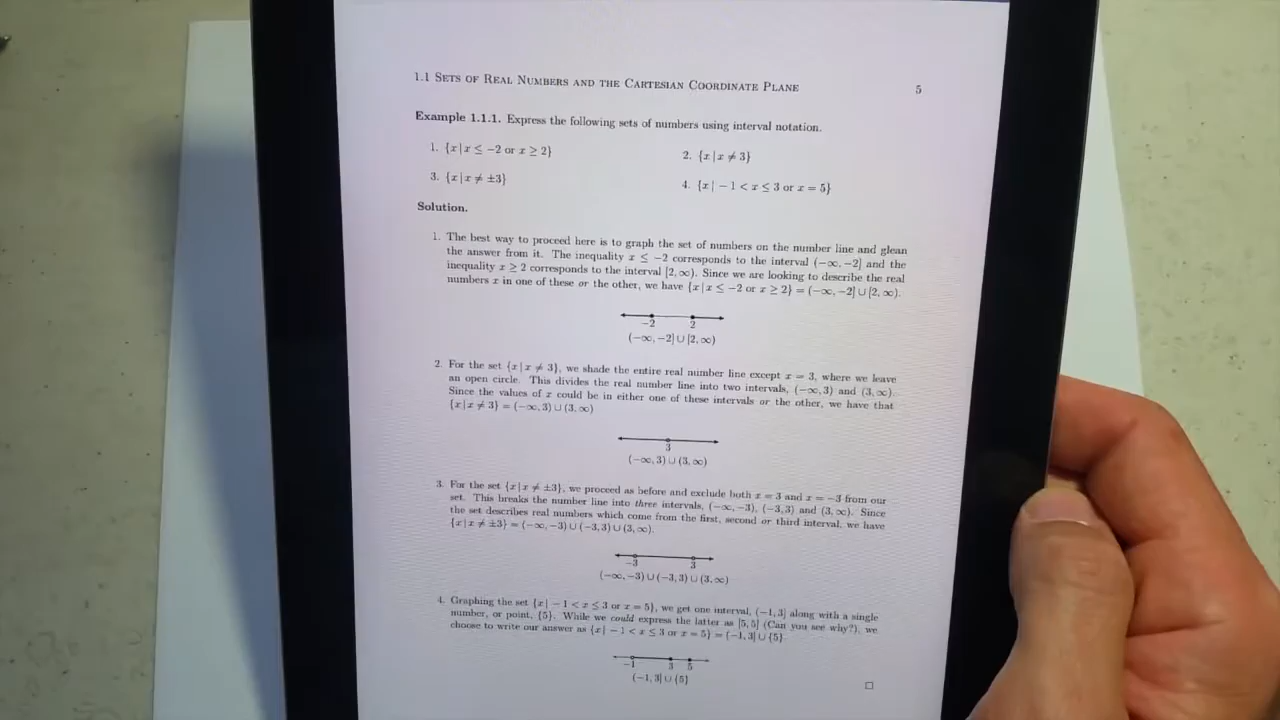 1.1 Sets of Real Numbers and the Cartesian Coordinate Plane 5
Example 1.1.1. Express the following sets of numbers using interval notation.
1. {x | x ≤ −2 or x ≥ 2} 2. {x | x ≠ 3}
3. {x | x ≠ ±3} 4. {x | − 1 < x ≤ 3 or x = 5}
Solution.
1. The best way to proceed here is to graph the set of numbers on the number line and glean
the answer from it. The inequality x ≤ −2 corresponds to the interval (−∞, −2] and the
inequality x ≥ 2 corresponds to the interval [2, ∞). Since we are looking to describe the real
numbers x in one of these or the other, we have {x | x ≤ −2 or x ≥ 2} = (−∞, −2] ∪ [2, ∞).
−2 2
(−∞, −2] ∪ [2, ∞)
2. For the set {x | x ≠ 3}, we shade the entire real number line except x = 3, where we leave
an open circle. This divides the real number line into two intervals, (−∞, 3) and (3, ∞).
Since the values of x could be in either one of these intervals or the other, we have that
{x | x ≠ 3} = (−∞, 3) ∪ (3, ∞)
3
(−∞, 3) ∪ (3, ∞)
3. For the set {x | x ≠ ±3}, we proceed as before and exclude both x = 3 and x = −3 from our
set. This breaks the number line into three intervals, (−∞, −3), (−3, 3) and (3, ∞). Since
the set describes real numbers which come from the first, second or third interval, we have
{x | x ≠ ±3} = (−∞, −3) ∪ (−3, 3) ∪ (3, ∞).
−3 3
(−∞, −3) ∪ (−3, 3) ∪ (3, ∞)
4. Graphing the set {x | − 1 < x ≤ 3 or x = 5}, we get one interval, (−1, 3] along with a single
number, or point, {5}. While we could express the latter as [5, 5] (Can you see why?), we
choose to write our answer as {x | − 1 < x ≤ 3 or x = 5} = (−1, 3] ∪ {5}
−1 3 5
(−1, 3] ∪ {5}